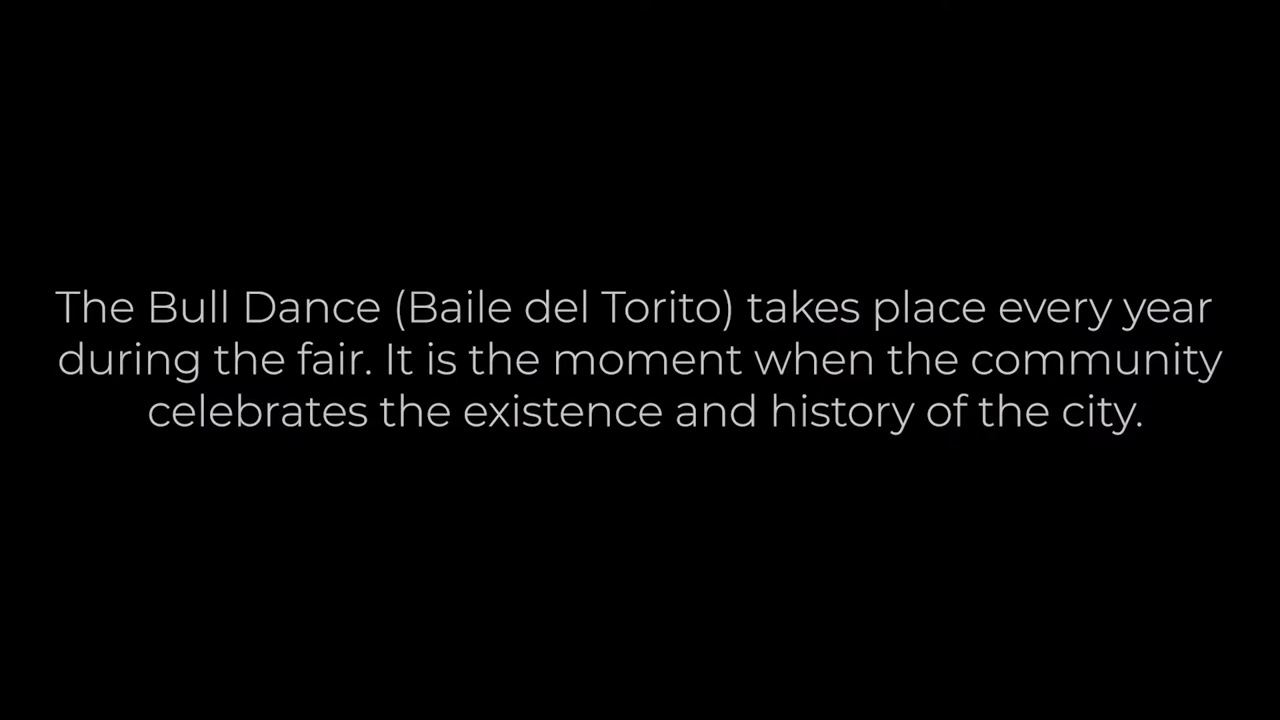 The Bull Dance (Baile del Torito) takes place every year
during the fair. It is the moment when the community
celebrates the existence and history of the city.